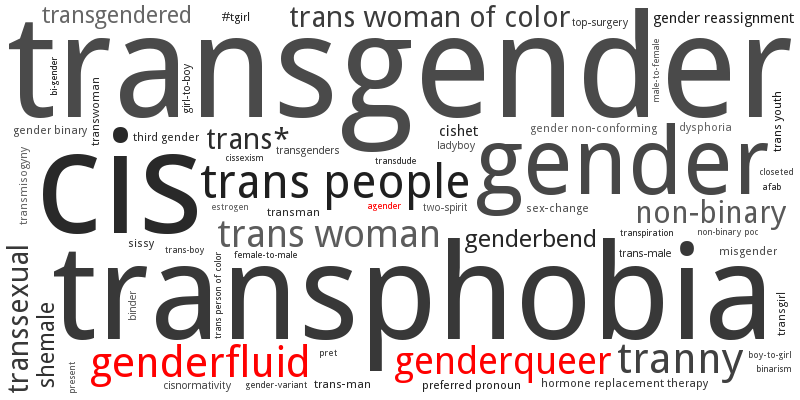 transgendered
#tgirl
trans woman of color
top-surgery
gender reassignment
transgender
bi-gender
transwoman
girl-to-boy
male-to-female
trans youth
gender binary
third gender
trans*
cishet
gender non-conforming
dysphoria
cissexism
transgenders
ladyboy
transdude
cis
trans people
gender
closeted
afab
transmisogyny
estrogen
transman
agender
two-spirit
sex-change
non-binary
sissy
trans-boy
trans woman
genderbend
transpiration
non-binary poc
female-to-male
trans-male
misgender
transsexual
transphobia
shemale
binder
trans person of color
transgirl
genderfluid
pret
genderqueer
tranny
boy-to-girl
binarism
present
cisnormativity
gender-variant
trans-man
preferred pronoun
hormone replacement therapy